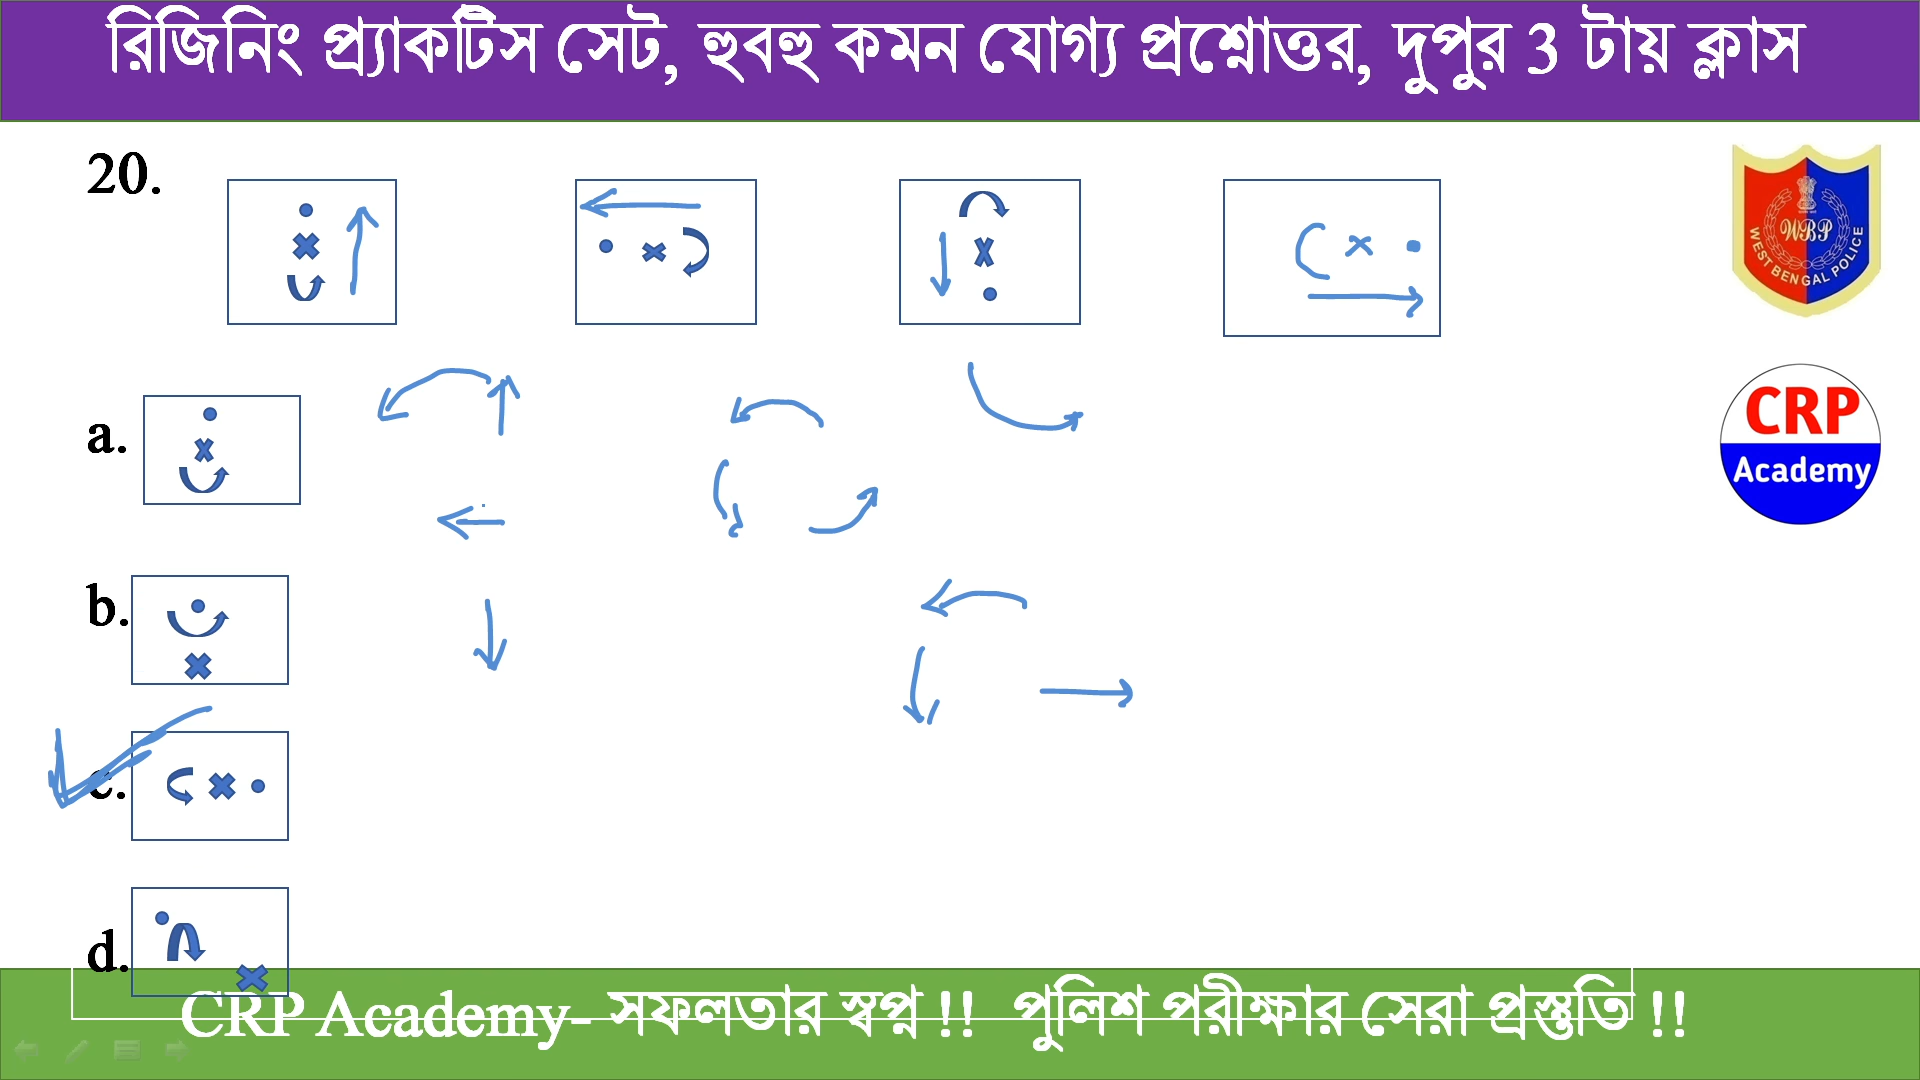 রিজিনিং প্র্যাকটিস সেট, হুবহু কমন যোগ্য প্রশ্নোত্তর, দুপুর 3 টায় ক্লাস
20.
WBP
WEST BENGAL POLICE
a.
CRP
Academy
b.
c.
d.
CRP Academy- সফলতার স্বপ্ন !! পুলিশ পরীক্ষার সেরা প্রস্তুতি !!